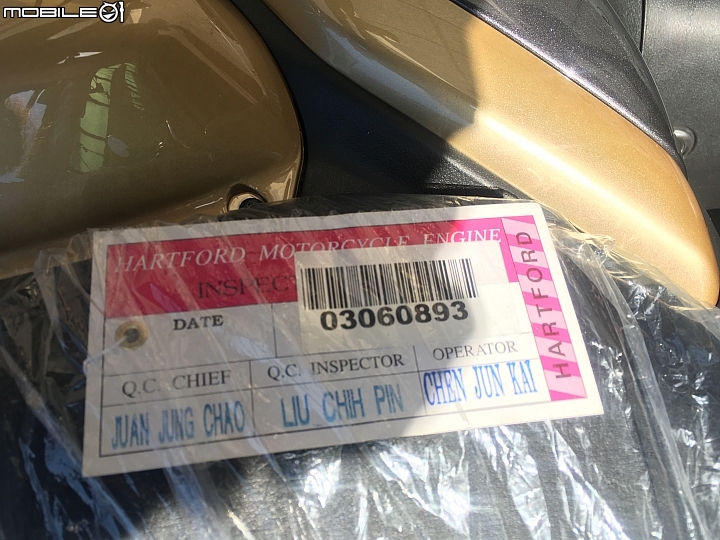 MOBILE01
HARTFORD MOTORCYCLE ENGINE
INSPEC
DATE
03060893
Q.C. CHIEF
Q.C. INSPECTOR
OPERATOR
JUAN JUNG CHAO
LIU CHIH PIN
CHEN JUN KAI
HARTFORD